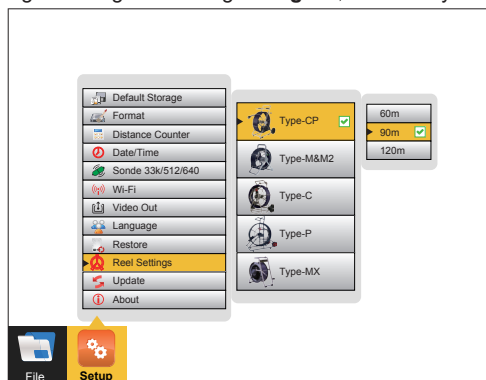 Default Storage
Format
Distance Counter
Date/Time
Sonde 33k/512/640
Wi-Fi
Video Out
Language
Restore
Reel Settings
Update
About
Type-CP
Type-M&M2
Type-C
Type-P
Type-MX
60m
90m
120m
File
Setup